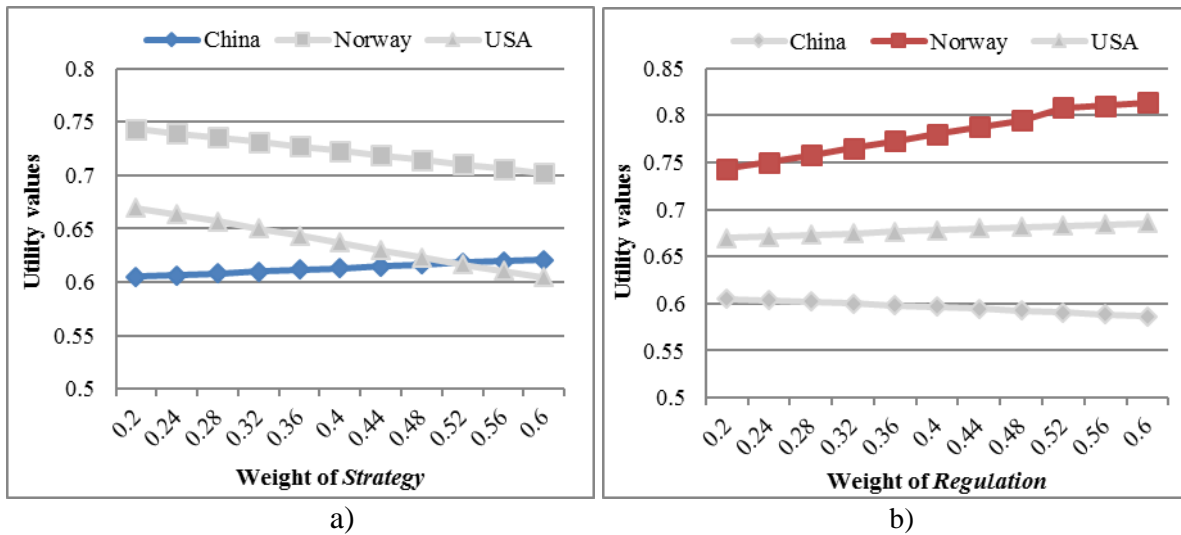 China Norway USA
0.8
0.75
0.7
0.65
0.6
0.55
0.5
Utility values
0.2 0.24 0.28 0.32 0.36 0.4 0.44 0.48 0.52 0.56 0.6
Weight of Strategy
a)
China Norway USA
0.85
0.8
0.75
0.7
0.65
0.6
0.55
0.5
Utility values
0.2 0.24 0.28 0.32 0.36 0.4 0.44 0.48 0.52 0.56 0.6
Weight of Regulation
b)